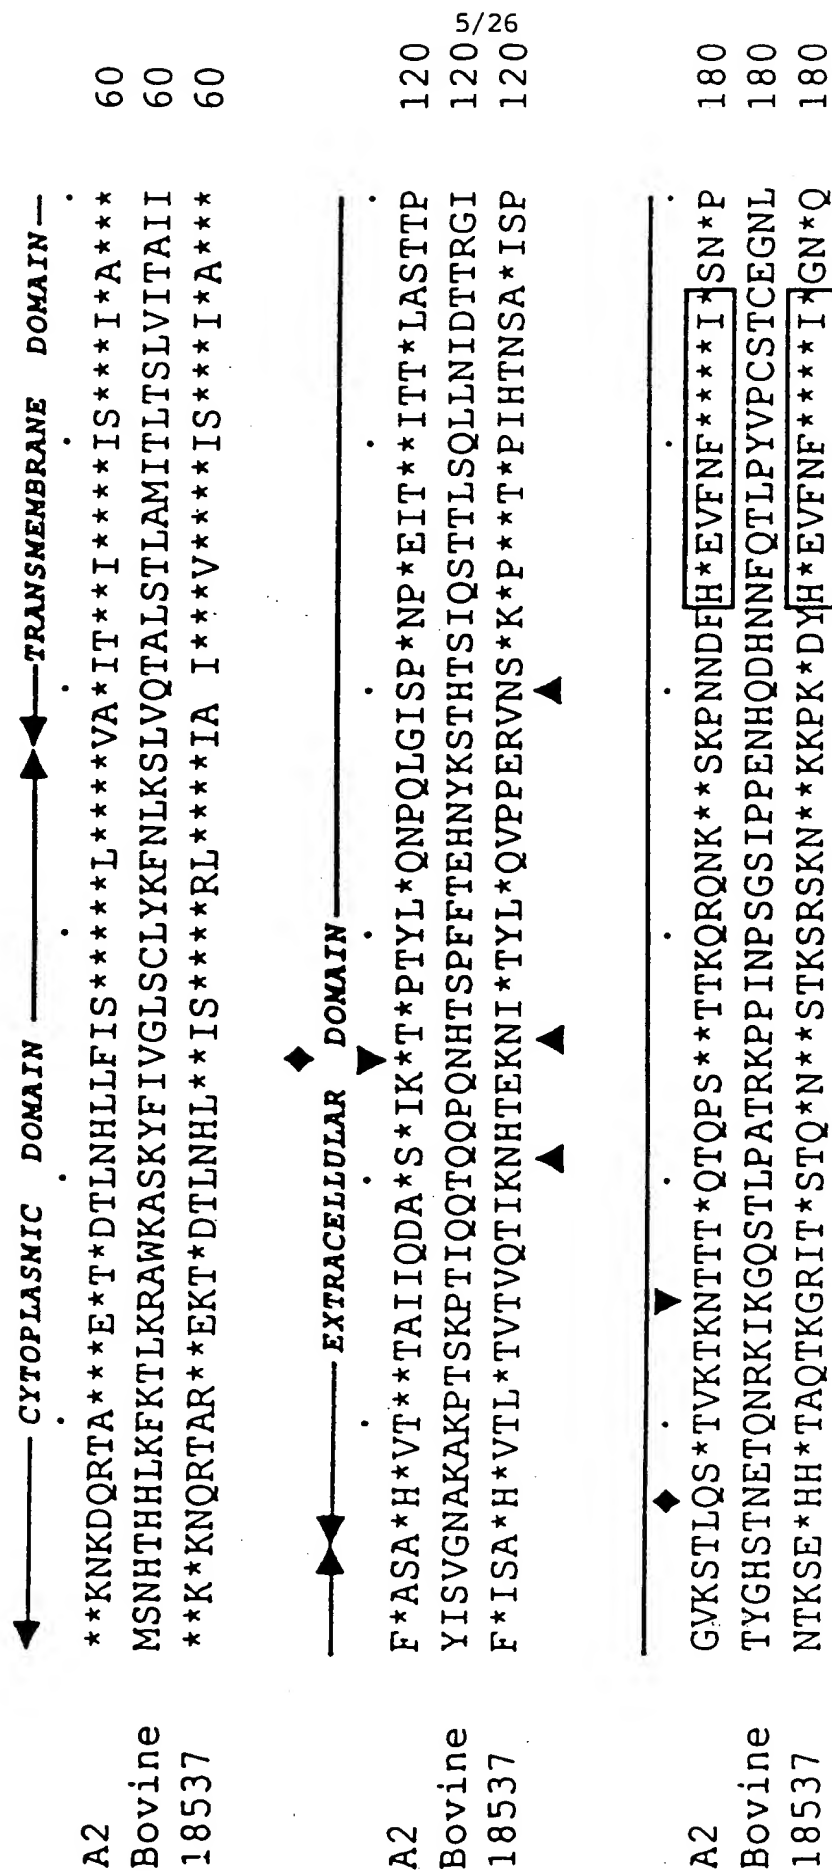 5/26
CYTOPLASMIC DOMAIN TRANSMEMBRANE DOMAIN
A2 **KNKDQRTA***E*T*DTLNHLLFIS*****L****VA*IT**I*****IS***I*A**** 60
Bovine MSNHTHHLKFKTLKRAWKASKYFIVGLSCLYKFNLKSLVQTALSTLAMITLTSLVITAII 60
18537 **K*KNQRTAR**EKT*DTLNHL**IS****RL****IA I***V*****IS***I*A*** 60
EXTRACELLULAR DOMAIN
A2 F*ASA*H*VT**TAIIQDA*S*IK*T*PTYL*QNPQLGISP*NP*EIT**ITT*LASTTP 120
Bovine YISVGNAKAKPTSKPTIQQTQQPQNHTSPFFTEHNYKSTHTSIQSTTLSQLLNIDTTRGI 120
18537 F*ISA*H*VTL*TVTVQTIKNHTEKNI*TYL*QVPPERVNS*K*P**T*PIHTNSA*ISP 120
A2 GVKSTLQS*TVKTKNTTT*QTQPS**TTKQRQNK**SKPNNDFH*EVFNF****I*SN*P 180
Bovine TYGHSTNETQNRKIKGQSTLPATRKPPINPSGSIPPENHQDHNNFQTLPYVPCSTCEGNL 180
18537 NTKSE*HH*TAQTKGRIT*STQ*N**STKSRSKN**KKPK*DYH*EVFNF****I*GN*Q 180